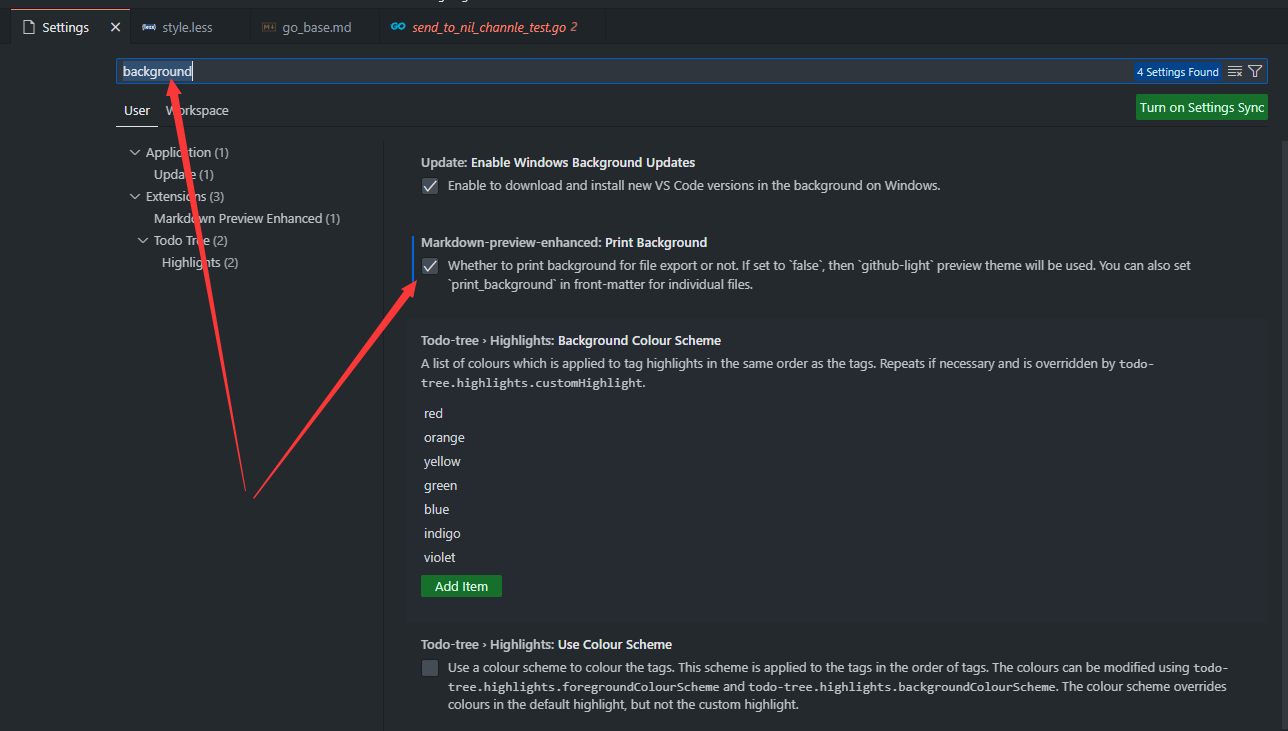 Settings
style.less
go_base.md
GO send_to_nil_channle_test.go 2
background
4 Settings Found
User
Workspace
Turn on Settings Sync
Application (1)
Update (1)
Extensions (3)
Markdown Preview Enhanced (1)
Todo Tree (2)
Highlights (2)
Update: Enable Windows Background Updates
Enable to download and install new VS Code versions in the background on Windows.
Markdown-preview-enhanced: Print Background
Whether to print background for file export or not. If set to `false`, then `github-light` preview theme will be used. You can also set
`print_background` in front-matter for individual files.
Todo-tree › Highlights: Background Colour Scheme
A list of colours which is applied to tag highlights in the same order as the tags. Repeats if necessary and is overridden by todo-
tree.highlights.customHighlight.
red
orange
yellow
green
blue
indigo
violet
Add Item
Todo-tree › Highlights: Use Colour Scheme
Use a colour scheme to colour the tags. This scheme is applied to the tags in the order of tags. The colours can be modified using todo-
tree.highlights.foregroundColourScheme and todo-tree.highlights.backgroundColourScheme. The colour scheme overrides
colours in the default highlight, but not the custom highlight.